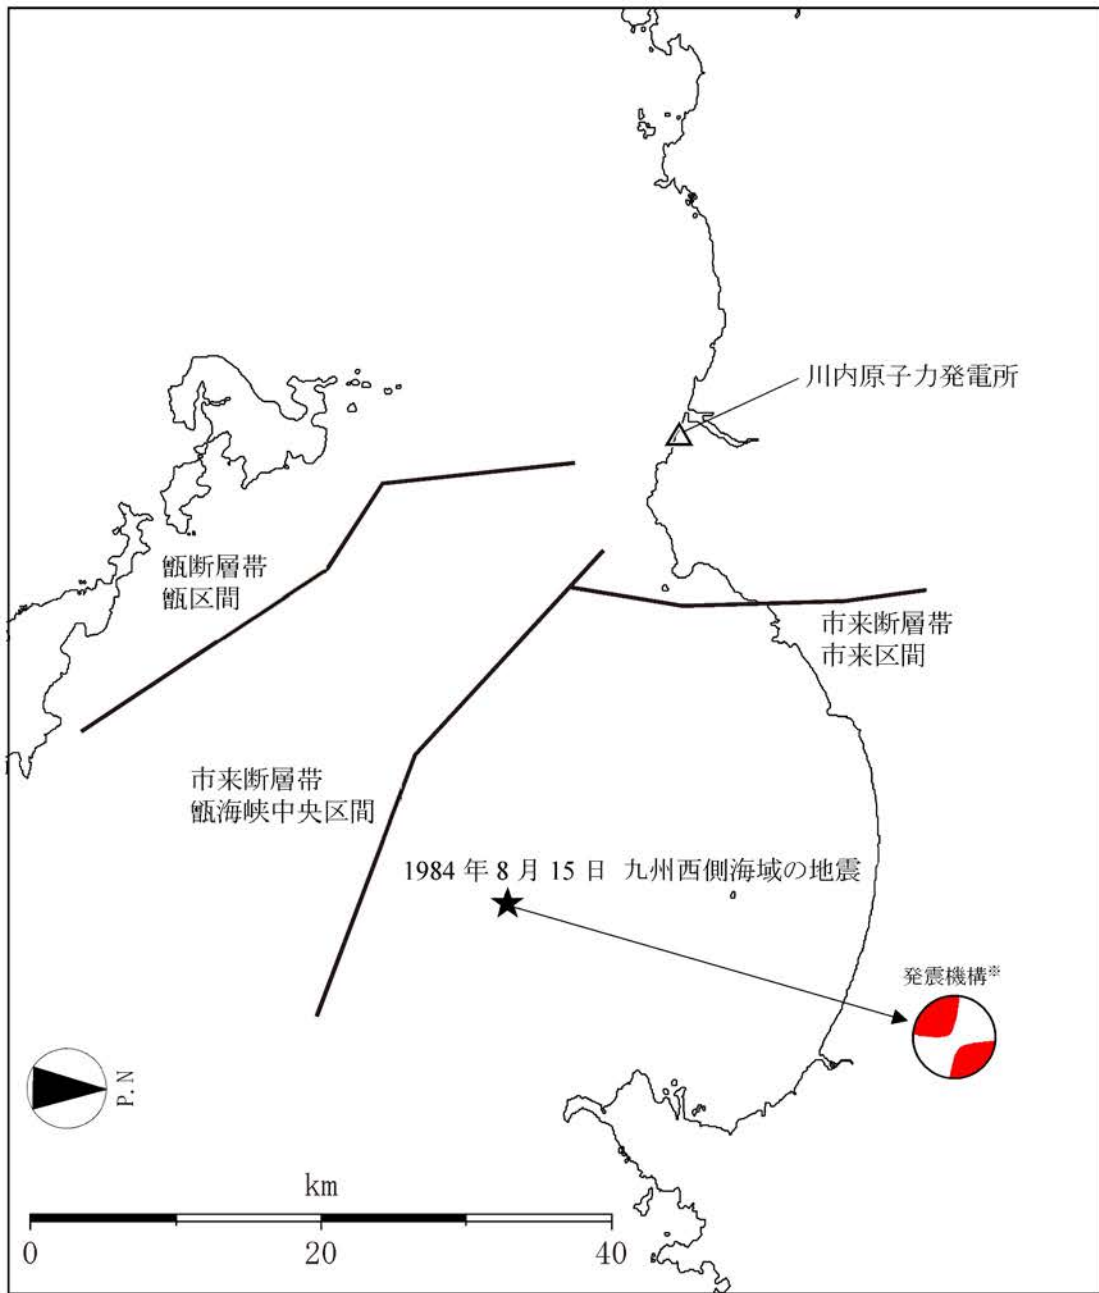 川内原子力発電所
甑断層帯
甑区間
市来断層帯
市来区間
市来断層帯
甑海峡中央区間
1984 年 8 月 15 日 九州西側海域の地震
発震機構※
P.N
km
0 20 40